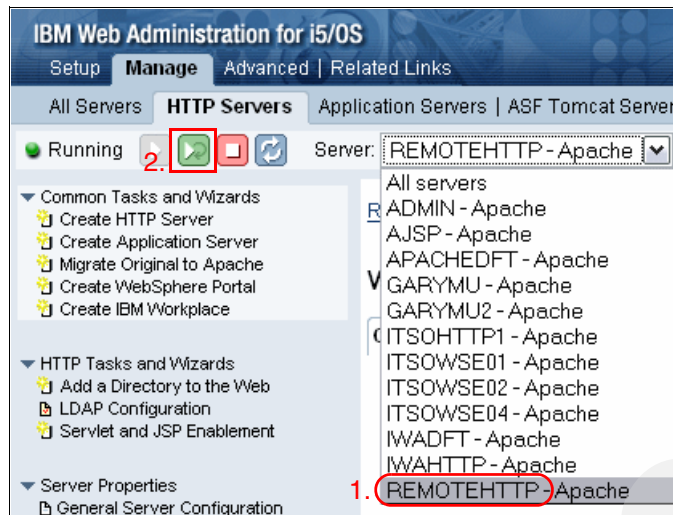 IBM Web Administration for i5/OS
Setup Manage Advanced | Related Links
All Servers HTTP Servers Application Servers | ASF Tomcat Server
Running 2. Server: REMOTEHTTP - Apache
Common Tasks and Wizards
Create HTTP Server
Create Application Server
Migrate Original to Apache
Create WebSphere Portal
Create IBM Workplace
HTTP Tasks and Wizards
Add a Directory to the Web
LDAP Configuration
Servlet and JSP Enablement
Server Properties
General Server Configuration
All servers
ADMIN - Apache
AJSP - Apache
APACHEDFT - Apache
GARYMU - Apache
GARYMU2 - Apache
ITSOHTTP1 - Apache
ITSOWSE01 - Apache
ITSOWSE02 - Apache
ITSOWSE04 - Apache
IWADFT - Apache
IWAHTTP - Apache
1. REMOTEHTTP - Apache